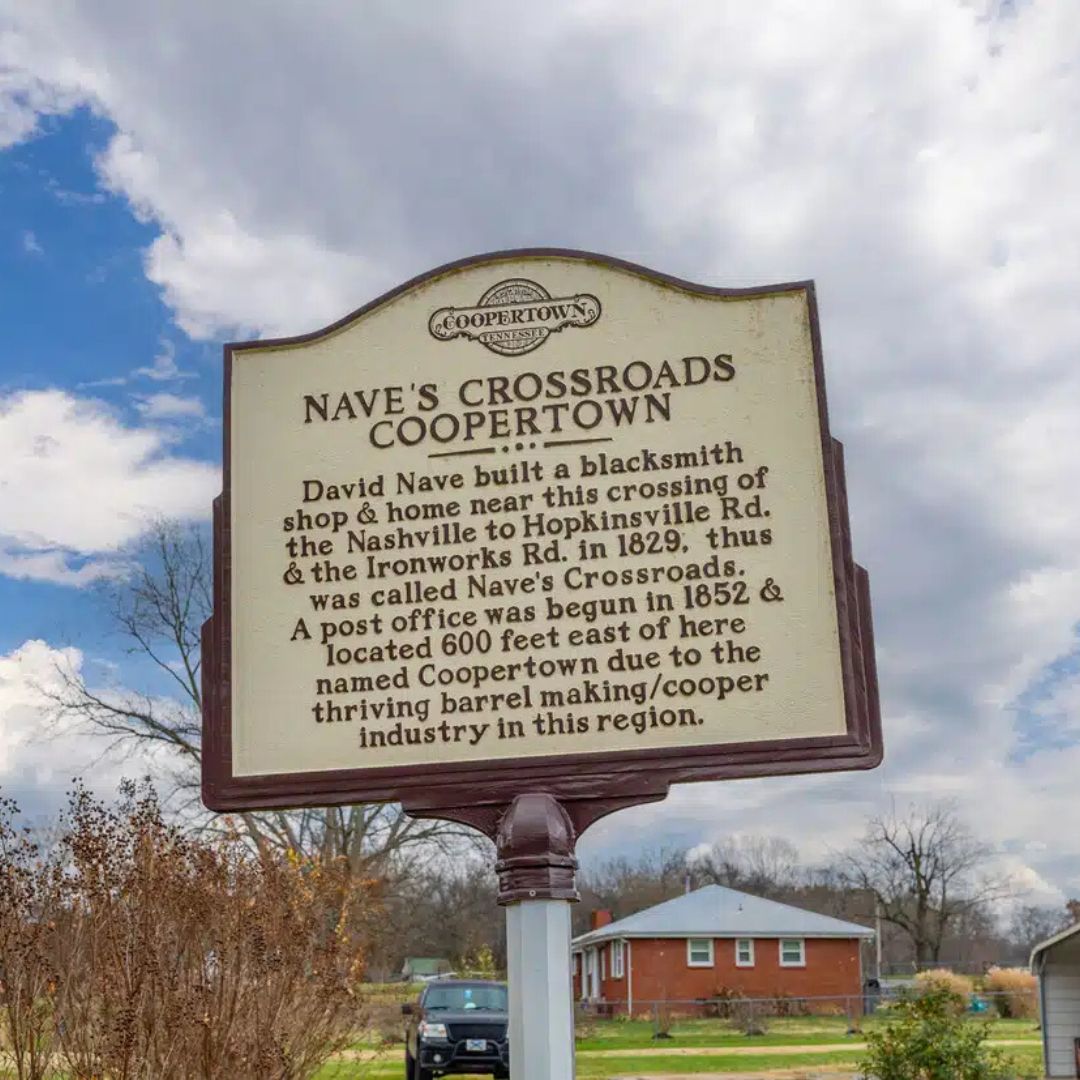 COOPERTOWN
TENNESSEE
NAVE'S CROSSROADS
COOPERTOWN
David Nave built a blacksmith
shop & home near this crossing of
the Nashville to Hopkinsville Rd.
& the Ironworks Rd. in 1829, thus
was called Nave's Crossroads.
A post office was begun in 1852 &
located 600 feet east of here
named Coopertown due to the
thriving barrel making/cooper
industry in this region.